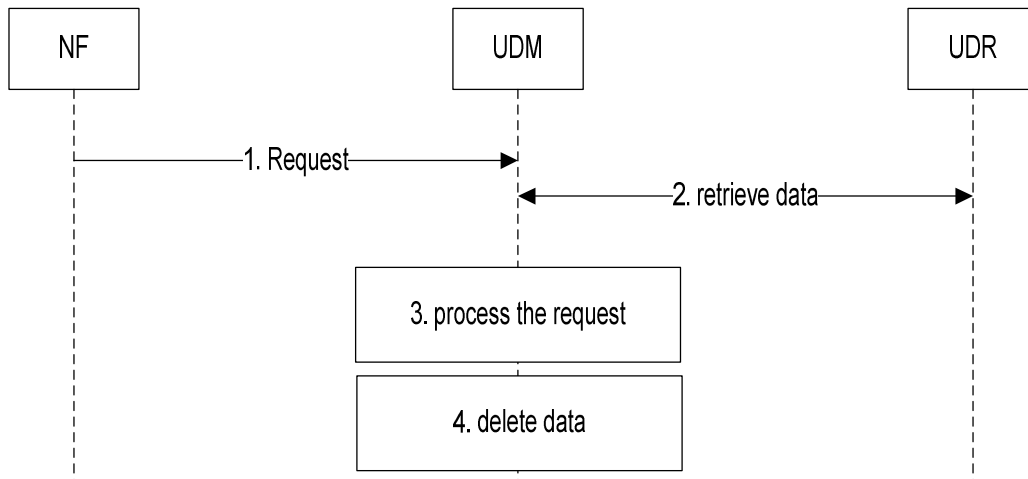 NF
UDM
UDR
1. Request
2. retrieve data
3. process the request
4. delete data